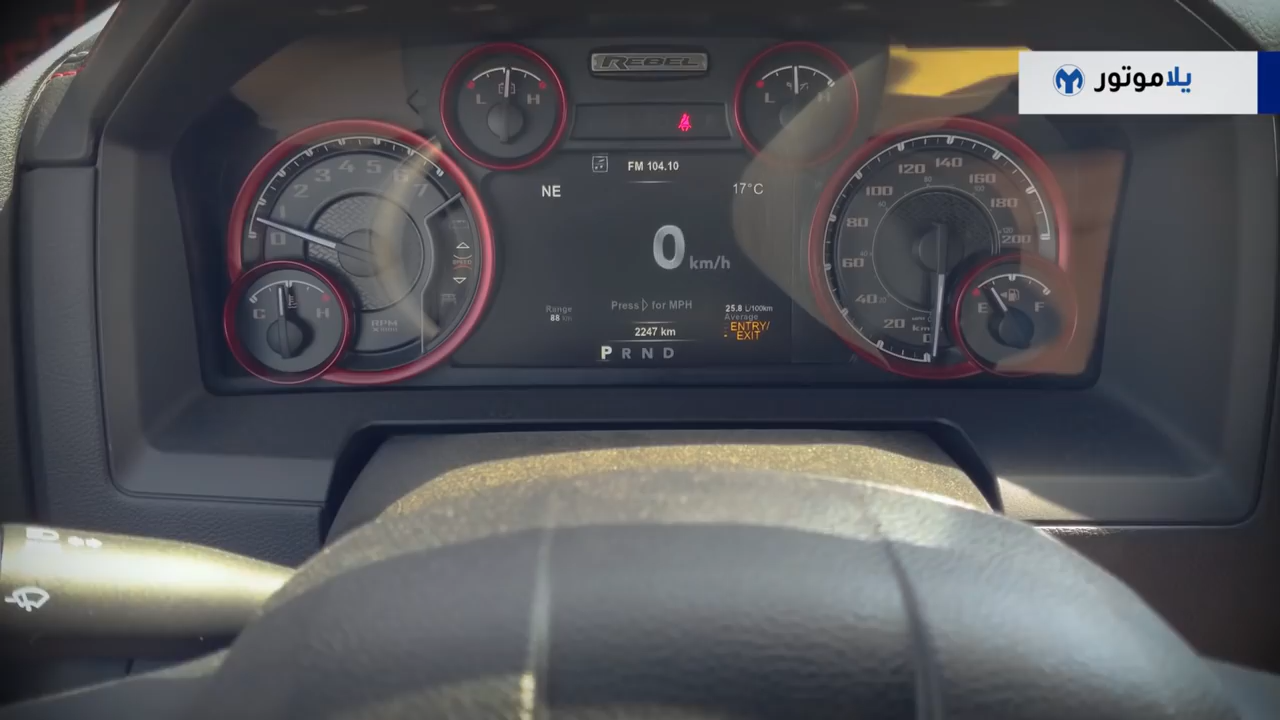 يلاموتور
REBEL
L H
L H
FM 104.10
NE
17°C
0 km/h
Press for MPH
Range
88 km
25.8 L/100km
Average
2247 km
ENTRY/
EXIT
P R N D
0 1 2 3 4 5 6 7
RPM
C H
20 40 60 80 100 120 140 160 180 200
km/h
E F